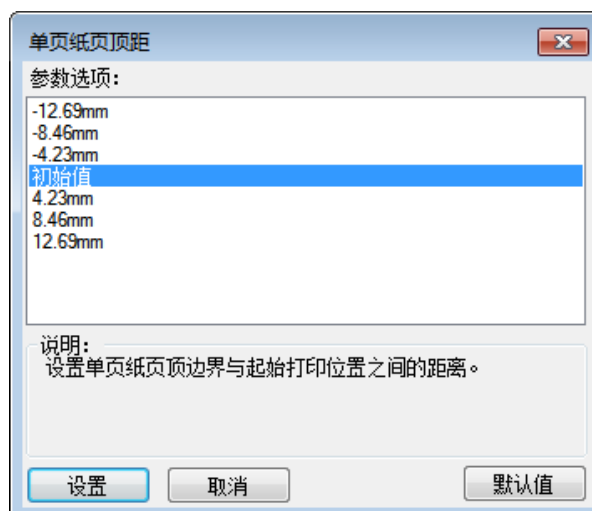 单页纸页顶距
参数选项:
-12.69mm
-8.46mm
-4.23mm
初始值
4.23mm
8.46mm
12.69mm
说明:
设置单页纸页顶边界与起始打印位置之间的距离。
设置
取消
默认值